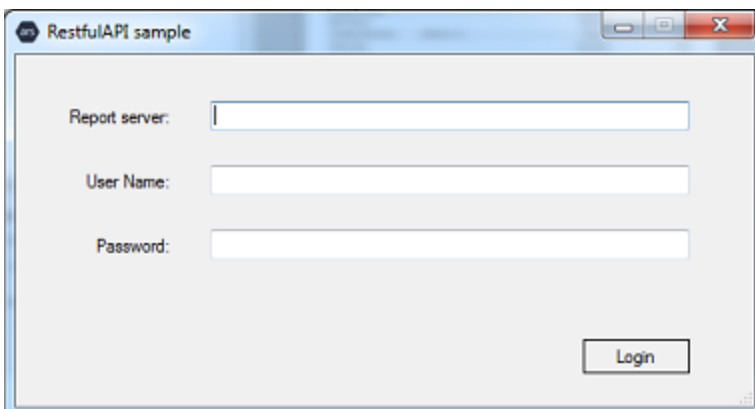 RestfulAPI sample
Report server:
User Name:
Password:
Login